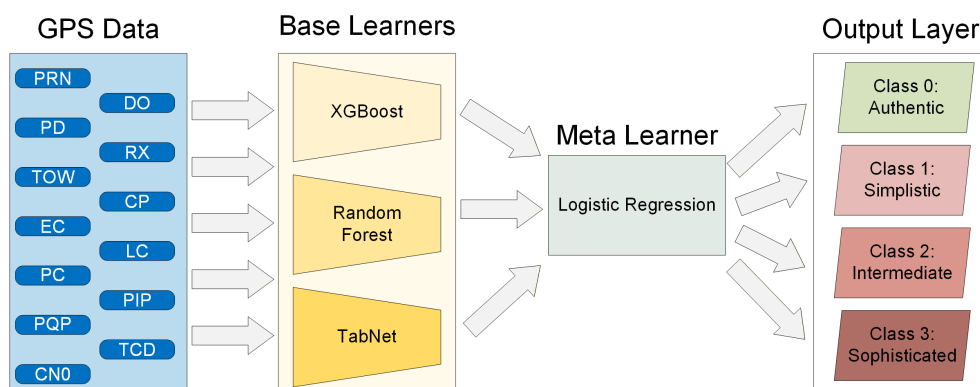 GPS Data
PRN
DO
PD
RX
TOW
CP
EC
LC
PC
PIP
PQP
TCD
CN0
Base Learners
XGBoost
Random
Forest
TabNet
Meta Learner
Logistic Regression
Output Layer
Class 0:
Authentic
Class 1:
Simplistic
Class 2:
Intermediate
Class 3:
Sophisticated